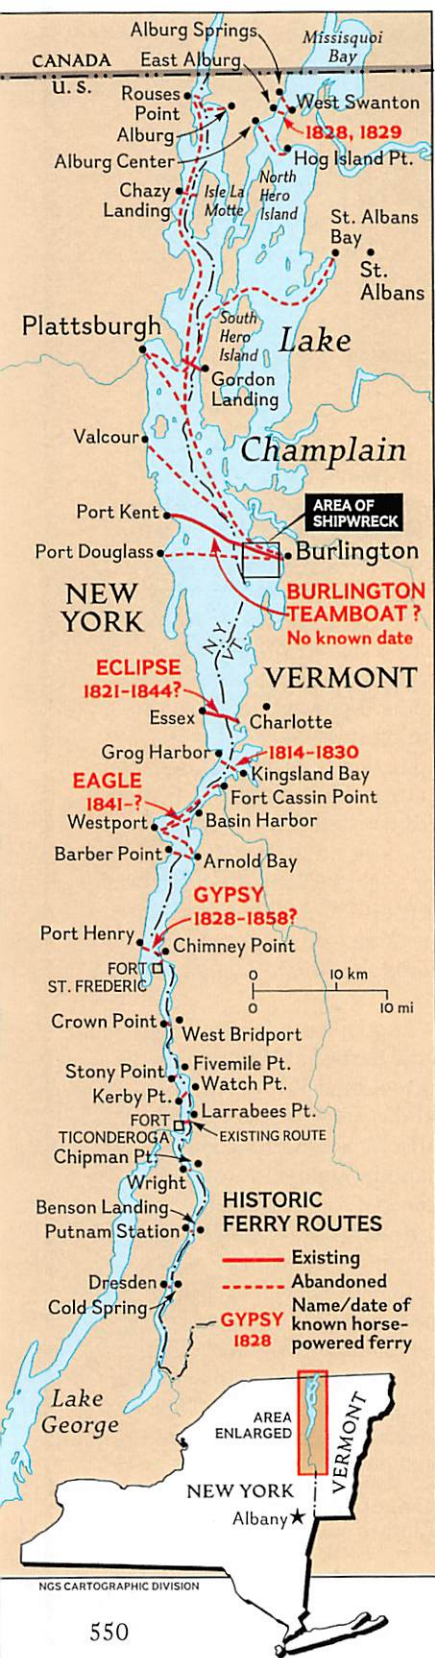 Alburg Springs
Missisquoi
Bay
CANADA
East Alburg
U.S.
Rouses
Point
West Swanton
Alburg
1828, 1829
Alburg Center
Hog Island Pt.
Chazy
Landing
Isle La
Motte
North
Hero
Island
St. Albans
Bay
St.
Albans
Plattsburgh
South
Hero
Island
Lake
Gordon
Landing
Valcour
Champlain
Port Kent
AREA OF
SHIPWRECK
Port Douglass
Burlington
NEW
YORK
BURLINGTON
TEAMBOAT ?
No known date
N.Y.
VT.
ECLIPSE
1821–1844?
VERMONT
Essex
Charlotte
Grog Harbor
1814–1830
Kingsland Bay
EAGLE
1841–?
Fort Cassin Point
Westport
Basin Harbor
Barber Point
Arnold Bay
GYPSY
1828–1858?
Port Henry
Chimney Point
FORT
ST. FREDERIC
0 10 km
0 10 mi
Crown Point
West Bridport
Stony Point
Fivemile Pt.
Watch Pt.
Kerby Pt.
Larrabees Pt.
FORT
TICONDEROGA
EXISTING ROUTE
Chipman Pt.
Wright
Benson Landing
Putnam Station
HISTORIC
FERRY ROUTES
Existing
Abandoned
Dresden
Cold Spring
GYPSY
1828
Name/date of
known horse-
powered ferry
Lake
George
AREA
ENLARGED
VERMONT
NEW YORK
Albany
NGS CARTOGRAPHIC DIVISION
550